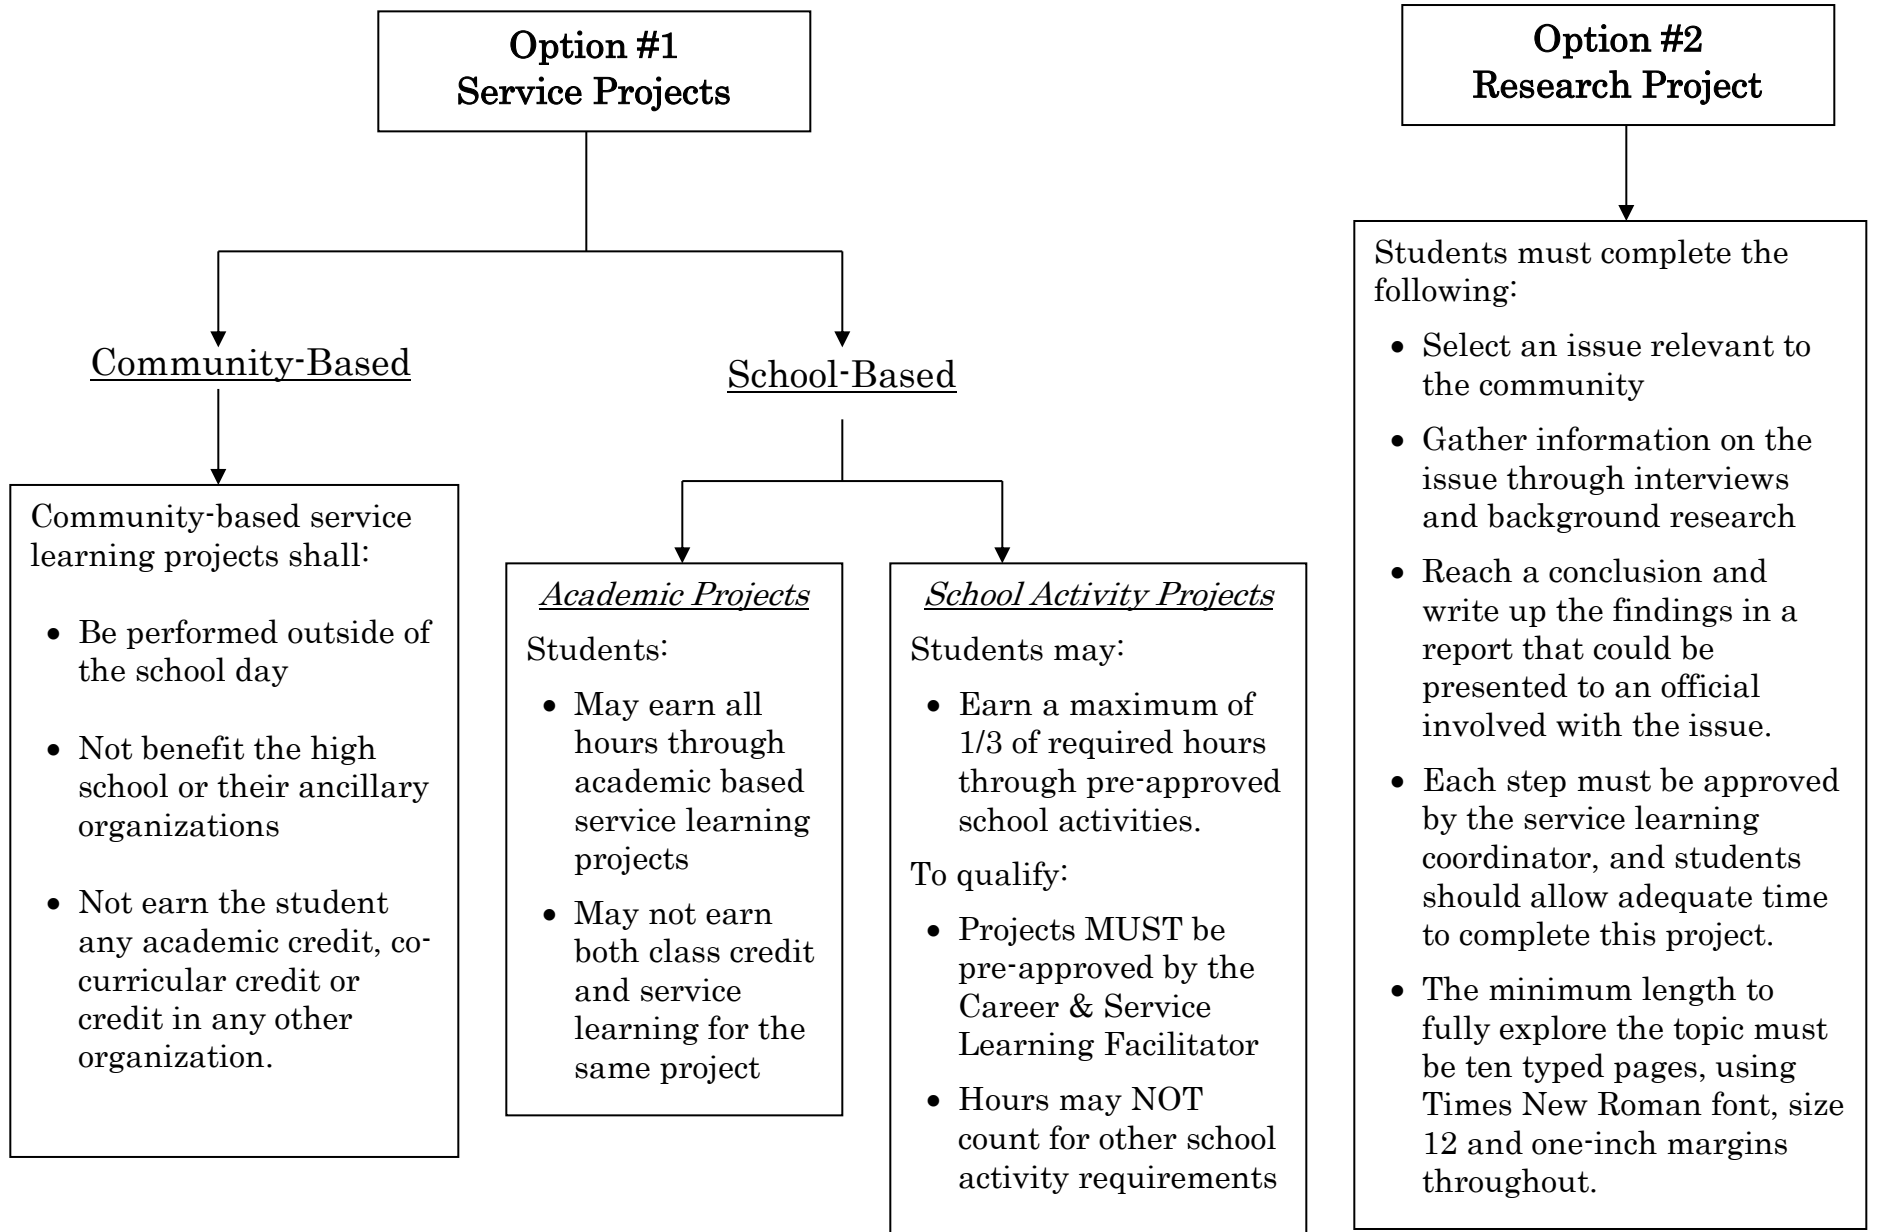 Option #1
Service Projects
Option #2
Research Project
Community-Based
School-Based
Community-based service
learning projects shall:
• Be performed outside of
the school day
• Not benefit the high
school or their ancillary
organizations
• Not earn the student
any academic credit, co-
curricular credit or
credit in any other
organization.
Academic Projects
Students:
• May earn all
hours through
academic based
service learning
projects
• May not earn
both class credit
and service
learning for the
same project
School Activity Projects
Students may:
• Earn a maximum of
1/3 of required hours
through pre-approved
school activities.
To qualify:
• Projects MUST be
pre-approved by the
Career & Service
Learning Facilitator
• Hours may NOT
count for other school
activity requirements
Students must complete the
following:
• Select an issue relevant to
the community
• Gather information on the
issue through interviews
and background research
• Reach a conclusion and
write up the findings in a
report that could be
presented to an official
involved with the issue.
• Each step must be approved
by the service learning
coordinator, and students
should allow adequate time
to complete this project.
• The minimum length to
fully explore the topic must
be ten typed pages, using
Times New Roman font, size
12 and one-inch margins
throughout.